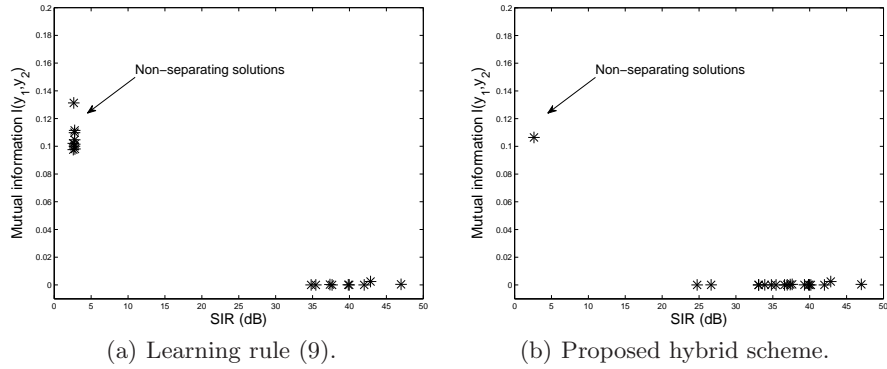 0.2
0.18
0.16
0.14
0.12
0.1
0.08
0.06
0.04
0.02
0
Mutual information I(y1,y2)
Non−separating solutions
0 5 10 15 20 25 30 35 40 45 50
SIR (dB)
(a) Learning rule (9).
0.2
0.18
0.16
0.14
0.12
0.1
0.08
0.06
0.04
0.02
0
Mutual information I(y1,y2)
Non−separating solutions
0 5 10 15 20 25 30 35 40 45 50
SIR (dB)
(b) Proposed hybrid scheme.